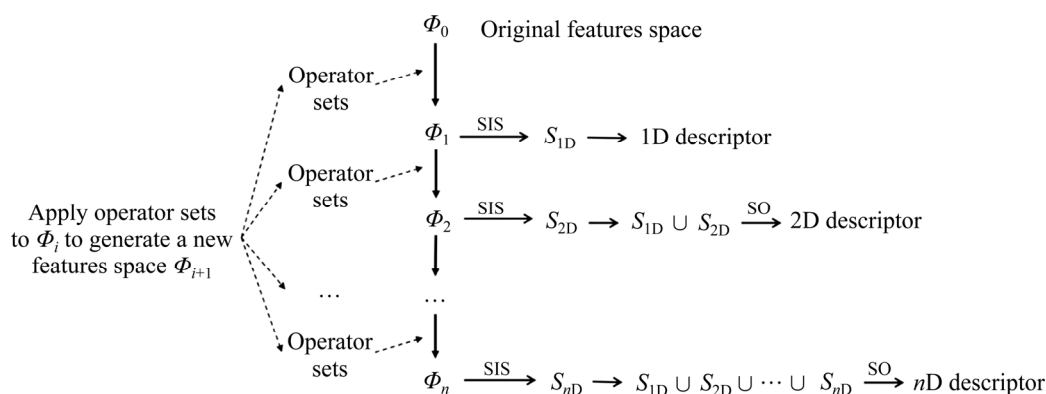 Φ0 Original features space
Operator
sets
Φ1 SIS S1D 1D descriptor
Operator
sets
Apply operator sets
to Φi to generate a new
features space Φi+1
Φ2 SIS S2D S1D ∪ S2D SO 2D descriptor
… …
Operator
sets
Φn SIS SnD S1D ∪ S2D ∪ ⋯ ∪ SnD SO nD descriptor